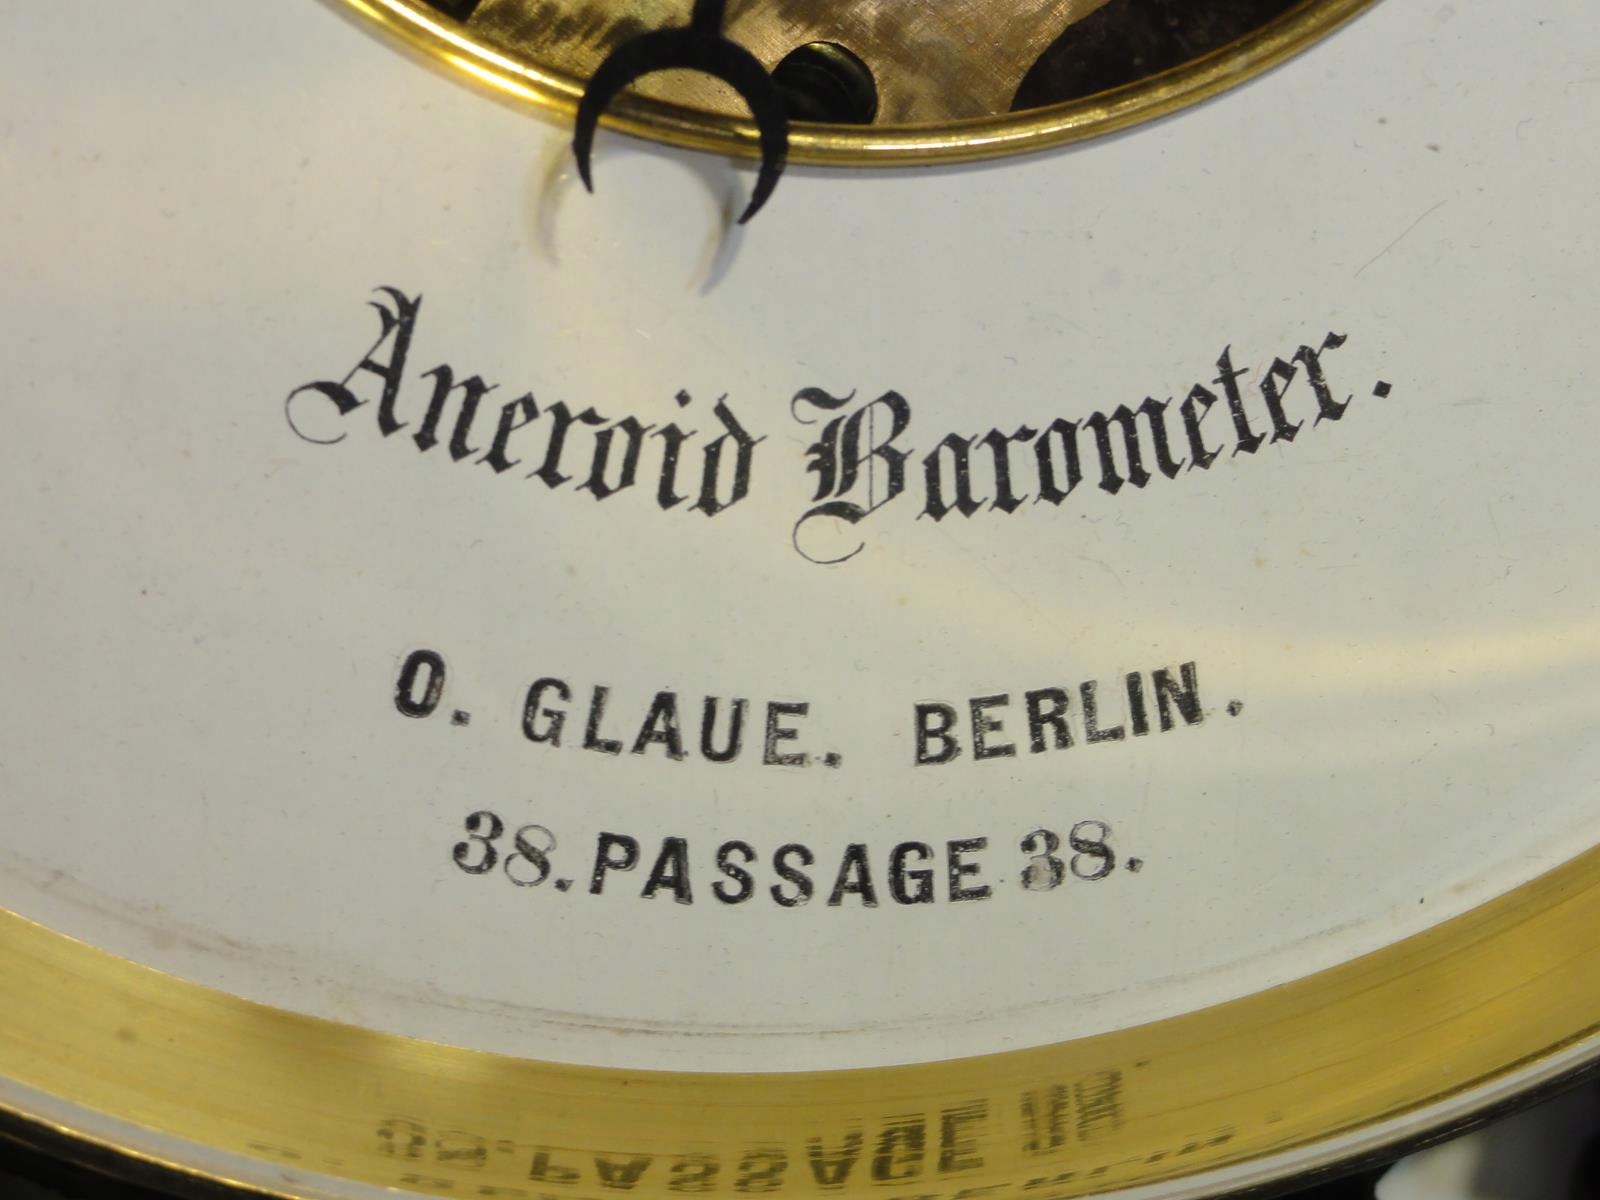 Aneroid Barometer.
O. GLAUE. BERLIN.
38. PASSAGE 38.